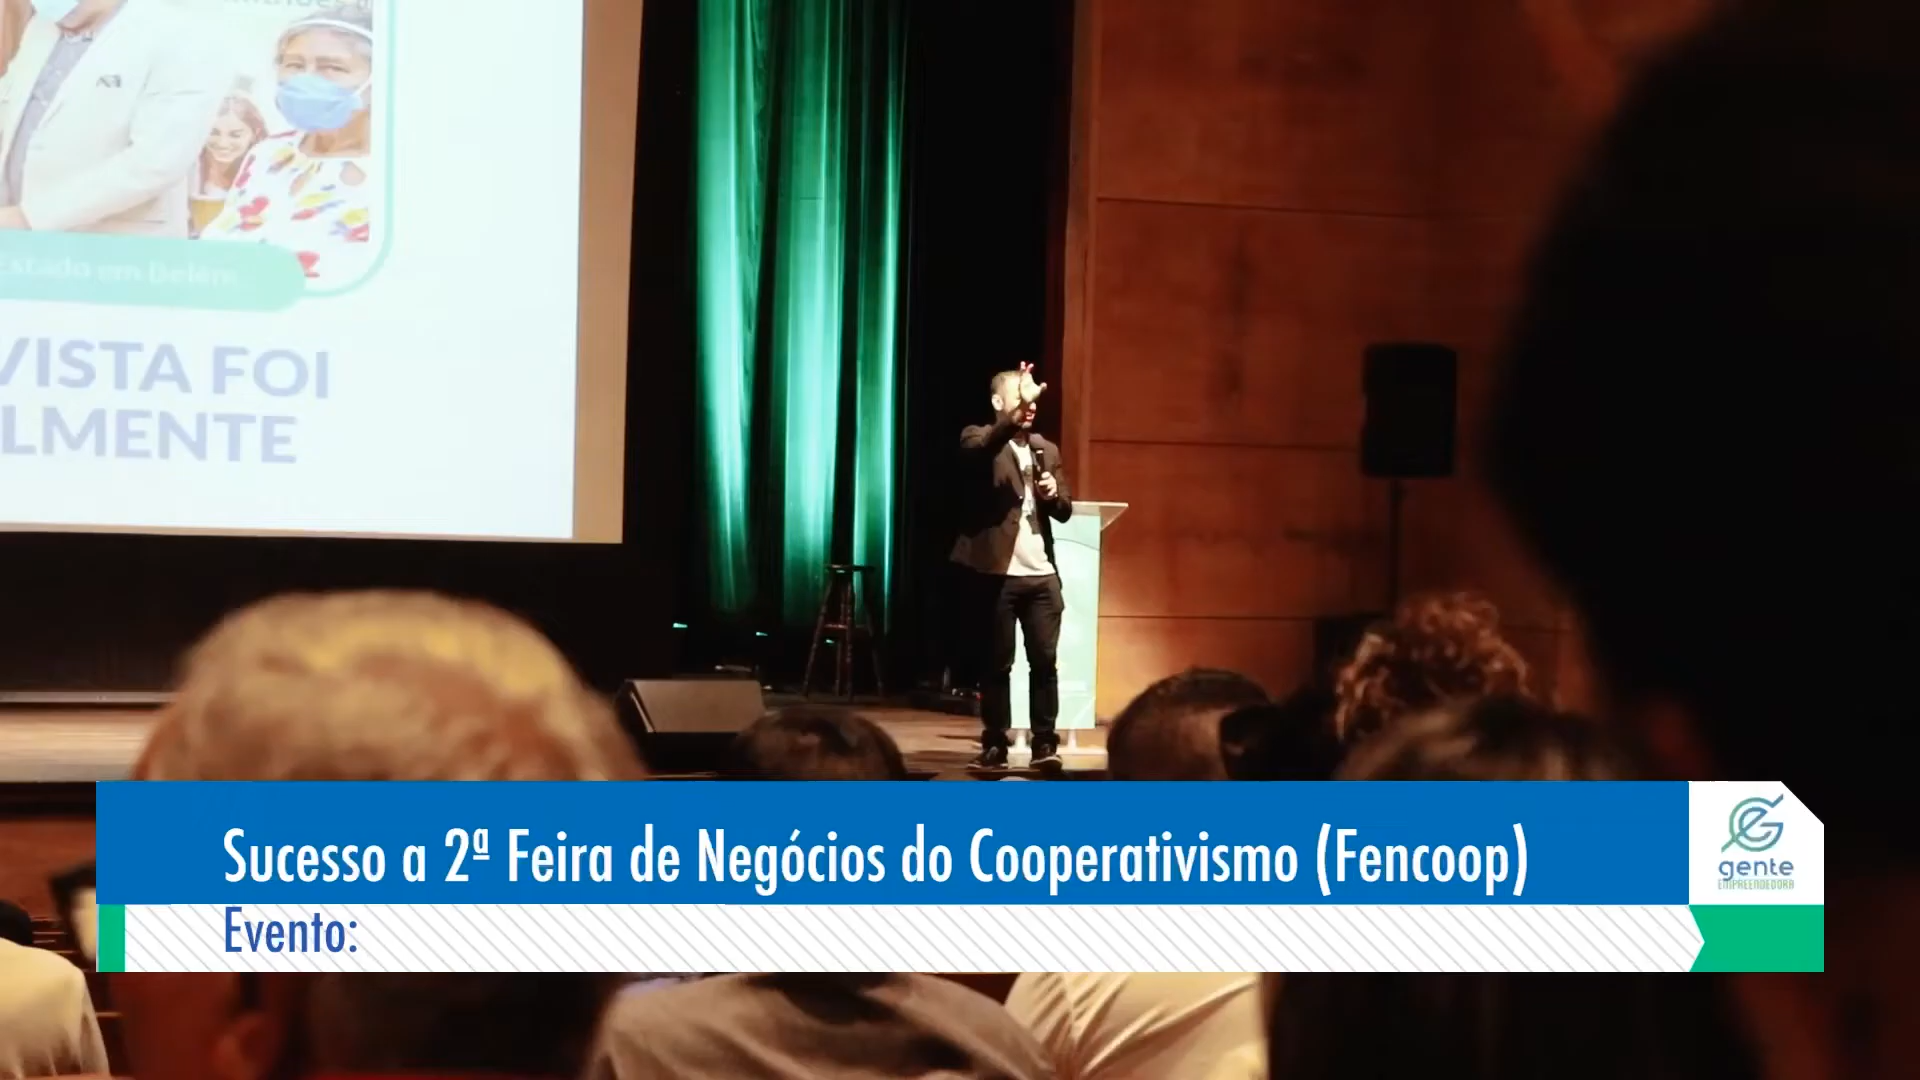 Estado em Belém
VISTA FOI
LMENTE
Sucesso a 2ª Feira de Negócios do Cooperativismo (Fencoop)
Evento:
gente
EMPREENDEDORA